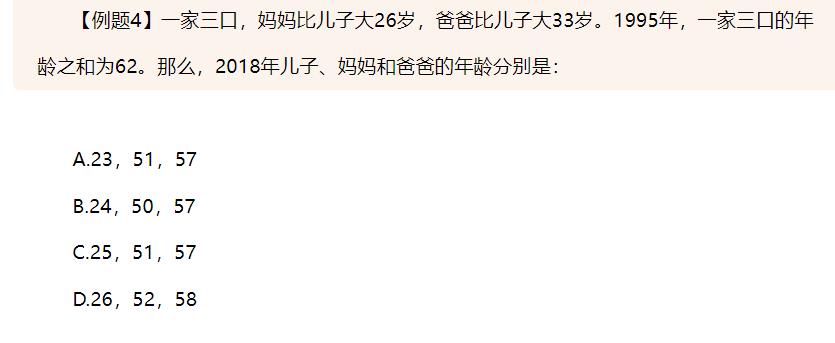 【例题4】一家三口，妈妈比儿子大26岁，爸爸比儿子大33岁。1995年，一家三口的年
龄之和为62。那么，2018年儿子、妈妈和爸爸的年龄分别是：
A.23，51，57
B.24，50，57
C.25，51，57
D.26，52，58